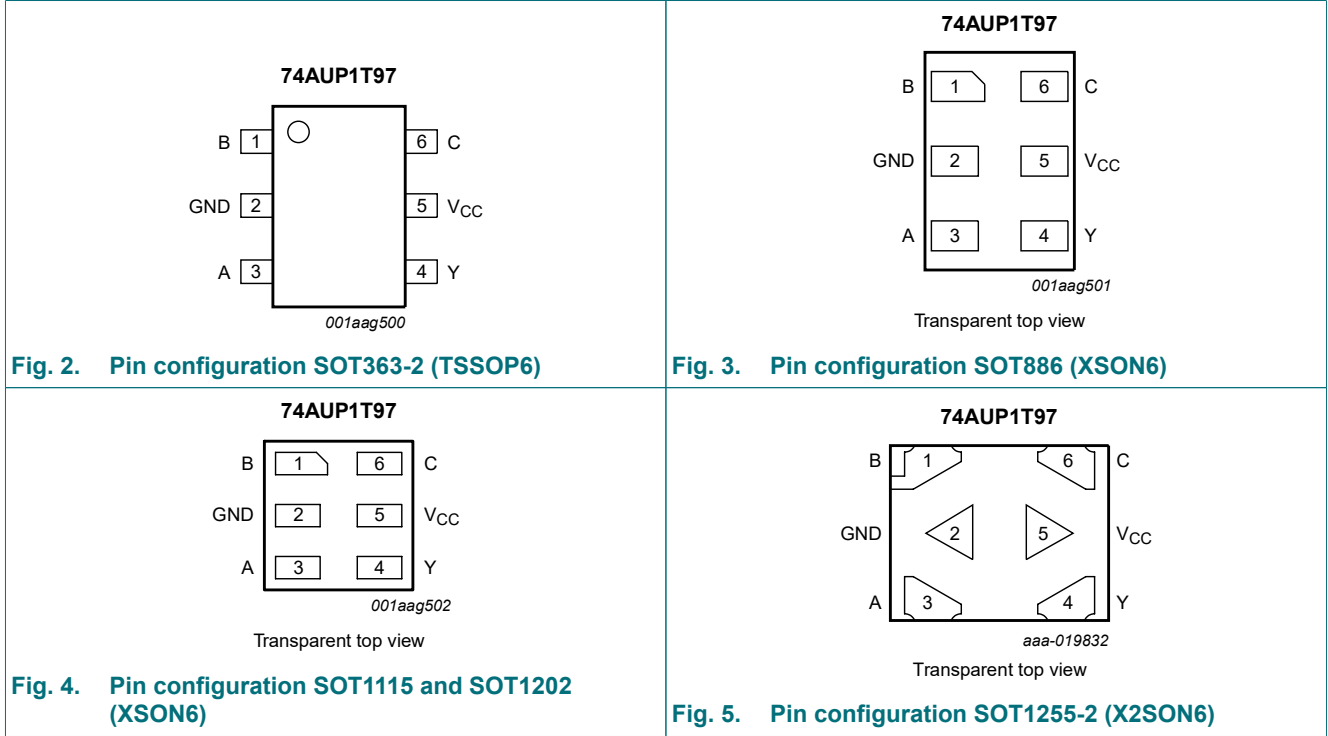 74AUP1T97
B 1 6 C
GND 2 5 VCC
A 3 4 Y
001aag500
Fig. 2. Pin configuration SOT363-2 (TSSOP6)
74AUP1T97
B 1 6 C
GND 2 5 VCC
A 3 4 Y
001aag501
Transparent top view
Fig. 3. Pin configuration SOT886 (XSON6)
74AUP1T97
B 1 6 C
GND 2 5 VCC
A 3 4 Y
001aag502
Transparent top view
Fig. 4. Pin configuration SOT1115 and SOT1202
(XSON6)
74AUP1T97
B 1 6 C
GND 2 5 VCC
A 3 4 Y
aaa-019832
Transparent top view
Fig. 5. Pin configuration SOT1255-2 (X2SON6)